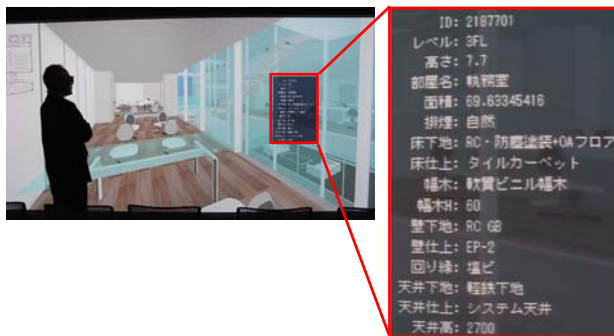 ID: 2187701
レベル: 3FL
高さ: 7.7
部屋名: 執務室
面積: 69.63345416
排煙: 自然
床下地: RC・防塵塗装+OAフロア
床仕上: タイルカーペット
幅木: 軟質ビニル幅木
幅木H: 60
壁下地: RC GB
壁仕上: EP-2
回り縁: 塩ビ
天井下地: 軽鉄下地
天井仕上: システム天井
天井高: 2700